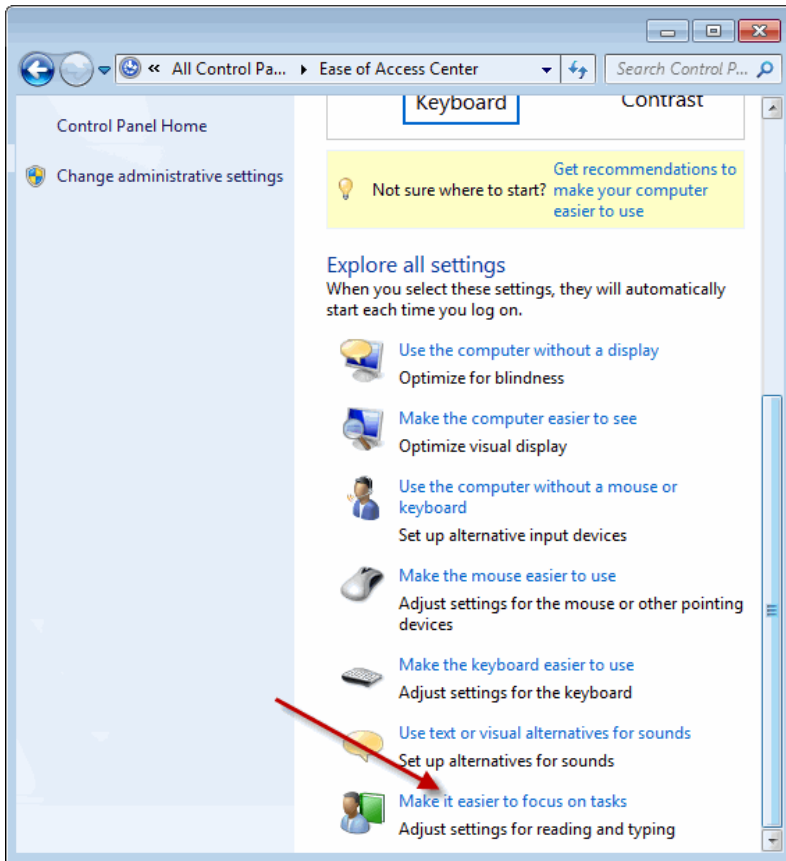 « All Control Pa... Ease of Access Center Search Control P...
Keyboard Contrast
Control Panel Home
Change administrative settings
Not sure where to start?
Get recommendations to
make your computer
easier to use
Explore all settings
When you select these settings, they will automatically
start each time you log on.
Use the computer without a display
Optimize for blindness
Make the computer easier to see
Optimize visual display
Use the computer without a mouse or
keyboard
Set up alternative input devices
Make the mouse easier to use
Adjust settings for the mouse or other pointing
devices
Make the keyboard easier to use
Adjust settings for the keyboard
Use text or visual alternatives for sounds
Set up alternatives for sounds
Make it easier to focus on tasks
Adjust settings for reading and typing